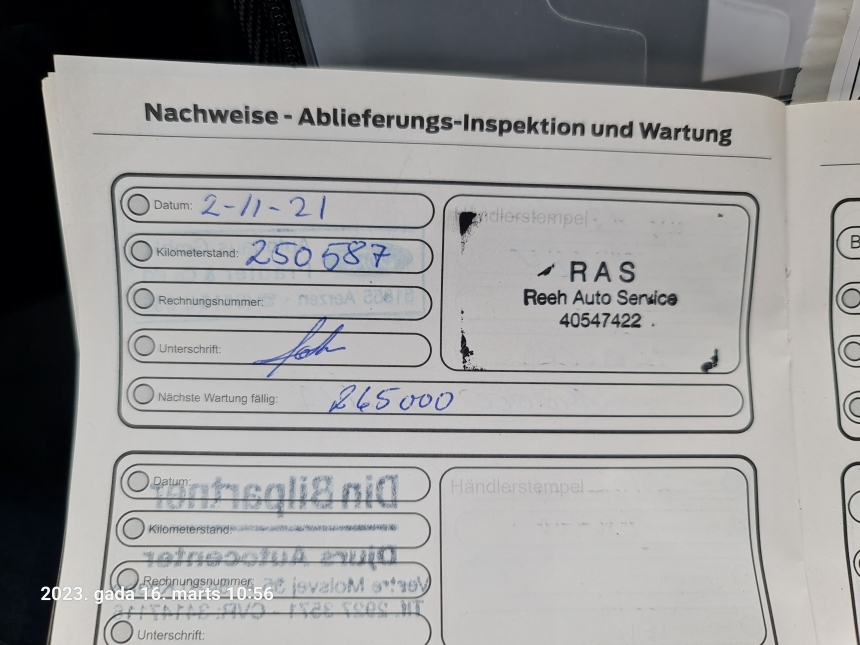 Nachweise - Ablieferungs-Inspektion und Wartung
Datum: 2-11-21
Kilometerstand: 250587
Rechnungsnummer:
Unterschrift:
Nächste Wartung fällig: 265000
Händlerstempel
RAS
Reeh Auto Service
40547422
Datum:
Kilometerstand:
Rechnungsnummer:
Unterschrift:
Händlerstempel
Din Bilpartner
Djurs Autocenter
B
2023. gada 16. marts 10:56